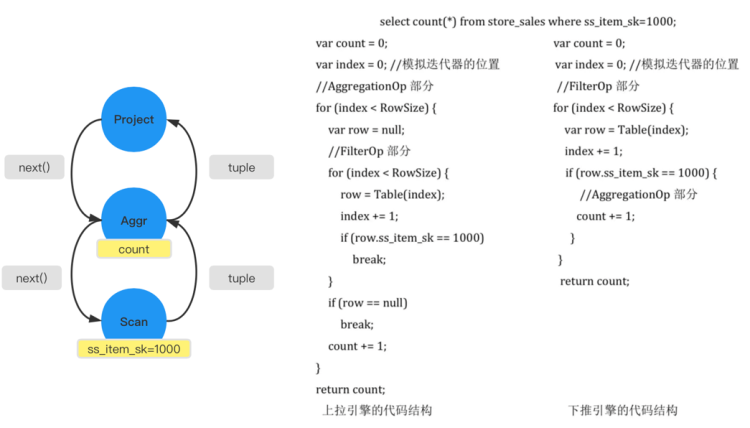 Project
next()
tuple
Aggr
count
next()
tuple
Scan
ss_item_sk=1000
select count(*) from store_sales where ss_item_sk=1000;
var count = 0;
var index = 0; //模拟迭代器的位置
//AggregationOp 部分
for (index < RowSize) {
var row = null;
//FilterOp 部分
for (index < RowSize) {
row = Table(index);
index += 1;
if (row.ss_item_sk == 1000)
break;
}
if (row == null)
break;
count += 1;
}
return count;
上拉引擎的代码结构
var count = 0;
var index = 0; //模拟迭代器的位置
//FilterOp 部分
for (index < RowSize) {
var row = Table(index);
index += 1;
if (row.ss_item_sk == 1000) {
//AggregationOp 部分
count += 1;
}
}
return count;
下推引擎的代码结构